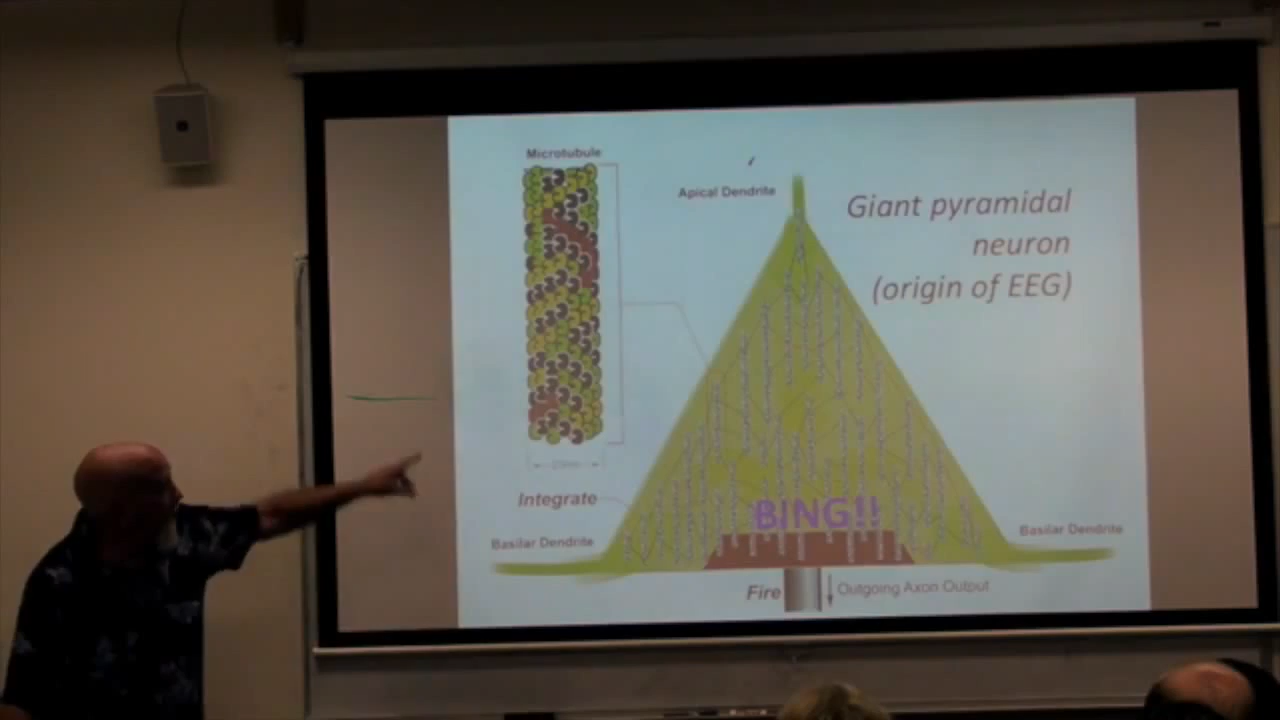 Microtubule
Apical Dendrite
Giant pyramidal
neuron
(origin of EEG)
Integrate
BING!!
Basilar Dendrite
Basilar Dendrite
Fire
Outgoing Axon Output